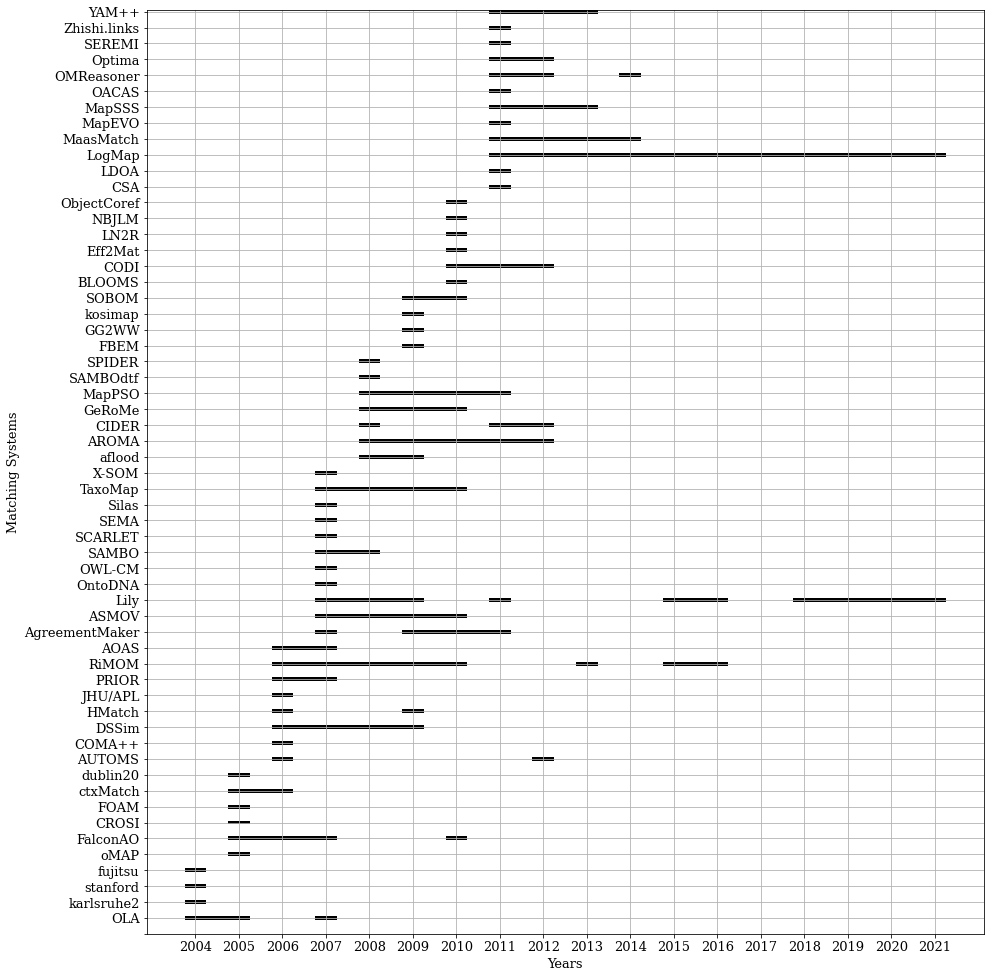 YAM++
Zhishi.links
SEREMI
Optima
OMReasoner
OACAS
MapSSS
MapEVO
MaasMatch
LogMap
LDOA
CSA
ObjectCoref
NBJLM
LN2R
Eff2Mat
CODI
BLOOMS
SOBOM
kosimap
GG2WW
FBEM
SPIDER
SAMBOdtf
MapPSO
GeRoMe
CIDER
AROMA
aflood
X-SOM
TaxoMap
Silas
SEMA
SCARLET
SAMBO
OWL-CM
OntoDNA
Lily
ASMOV
AgreementMaker
AOAS
RiMOM
PRIOR
JHU/APL
HMatch
DSSim
COMA++
AUTOMS
dublin20
ctxMatch
FOAM
CROSI
FalconAO
oMAP
fujitsu
stanford
karlsruhe2
OLA
Matching Systems
2004 2005 2006 2007 2008 2009 2010 2011 2012 2013 2014 2015 2016 2017 2018 2019 2020 2021
Years